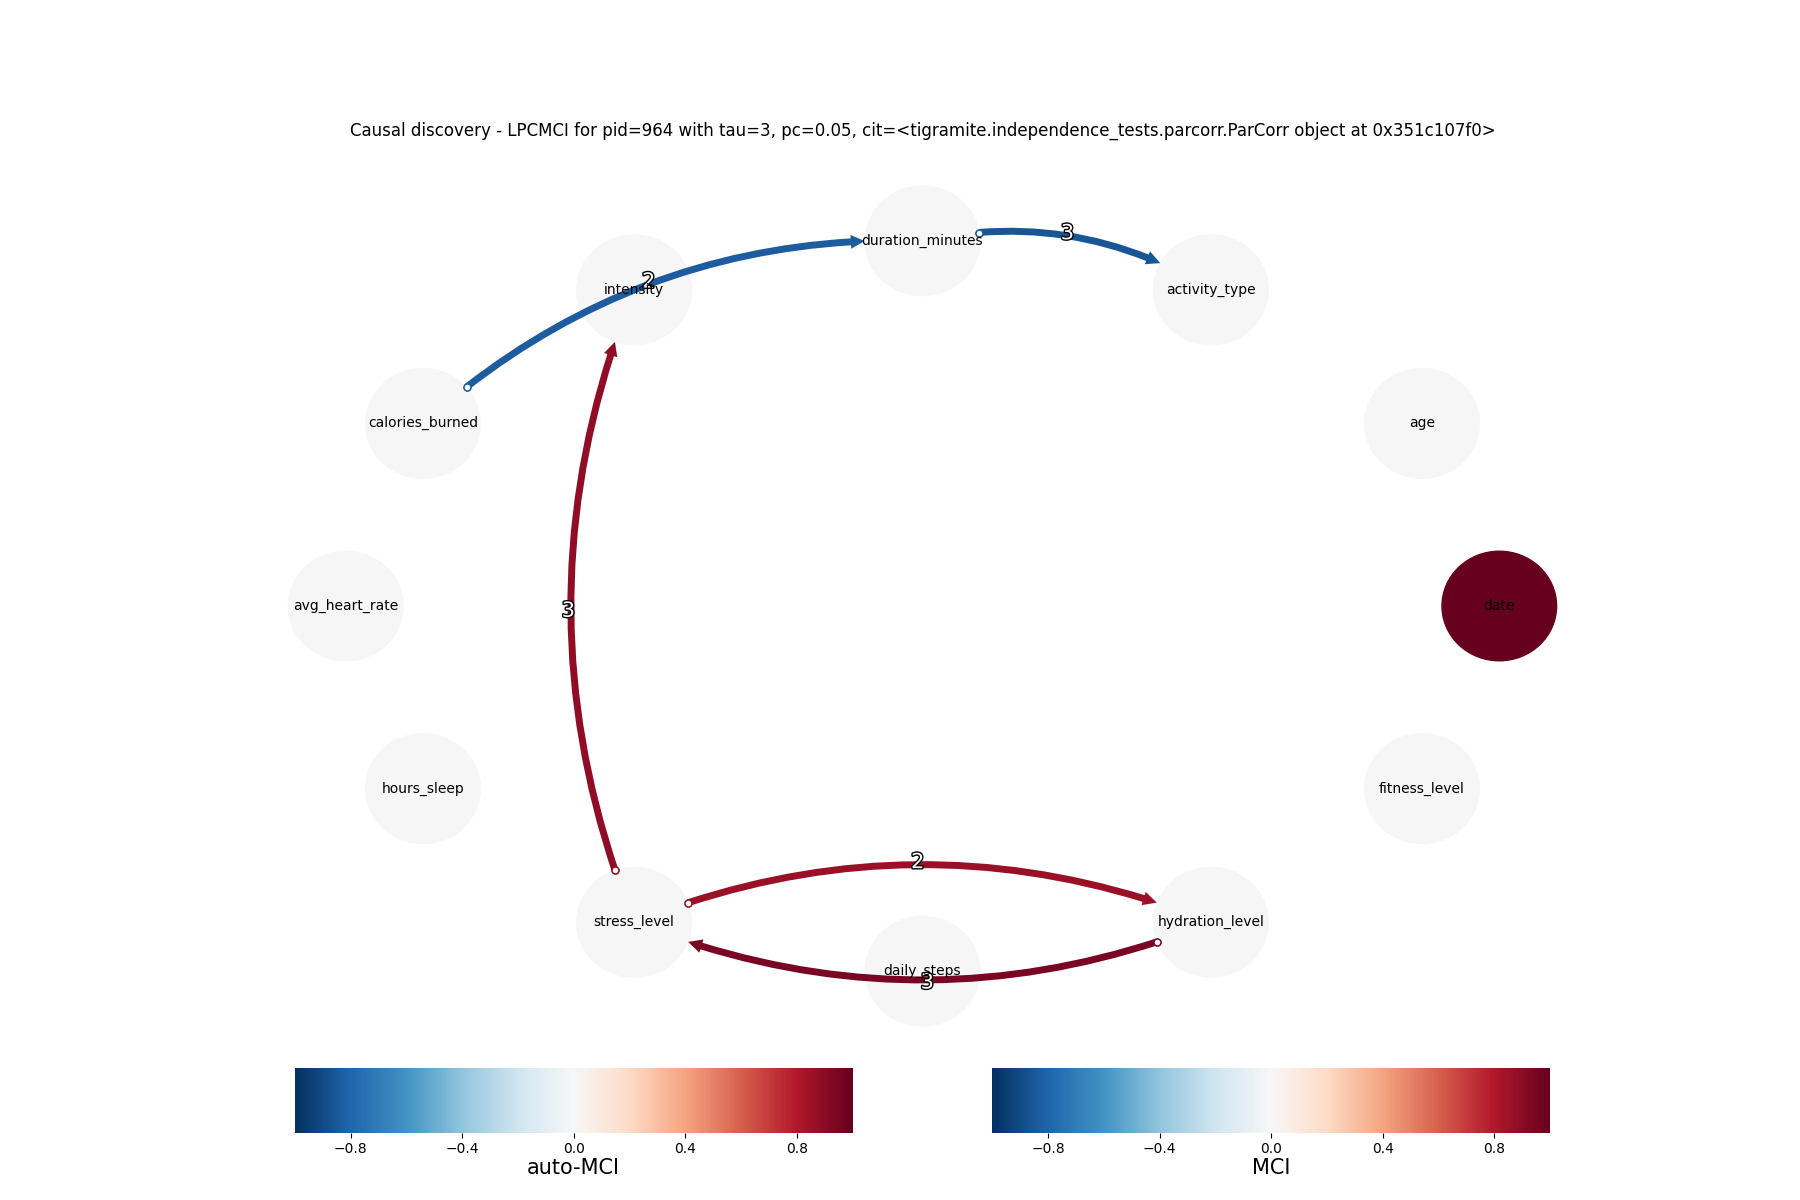 Causal discovery - LPCMCI for pid=964 with tau=3, pc=0.05, cit=<tigramite.independence_tests.parcorr.ParCorr object at 0x351c107f0>
duration_minutes
3
2
intensity
activity_type
calories_burned
age
avg_heart_rate
3
date
hours_sleep
fitness_level
2
stress_level
hydration_level
daily_steps
3
−0.8 −0.4 0.0 0.4 0.8
auto-MCI
−0.8 −0.4 0.0 0.4 0.8
MCI